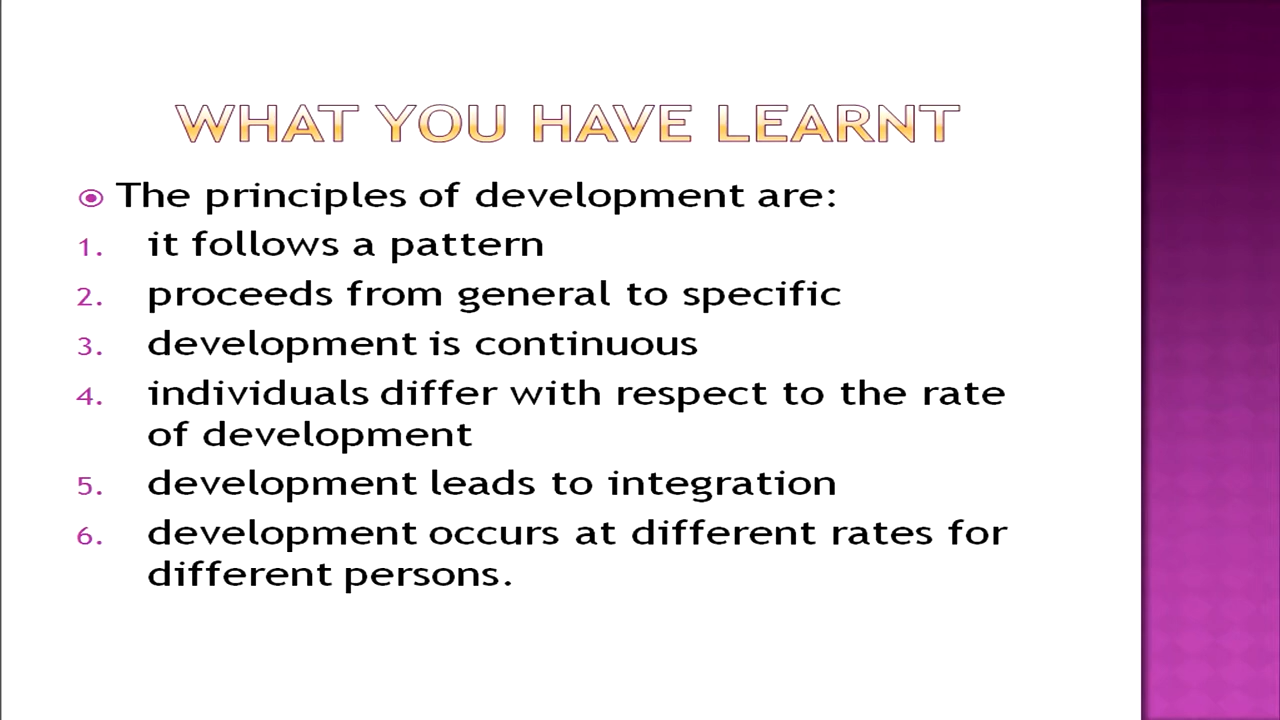 WHAT YOU HAVE LEARNT
The principles of development are:
1. it follows a pattern
2. proceeds from general to specific
3. development is continuous
4. individuals differ with respect to the rate
of development
5. development leads to integration
6. development occurs at different rates for
different persons.